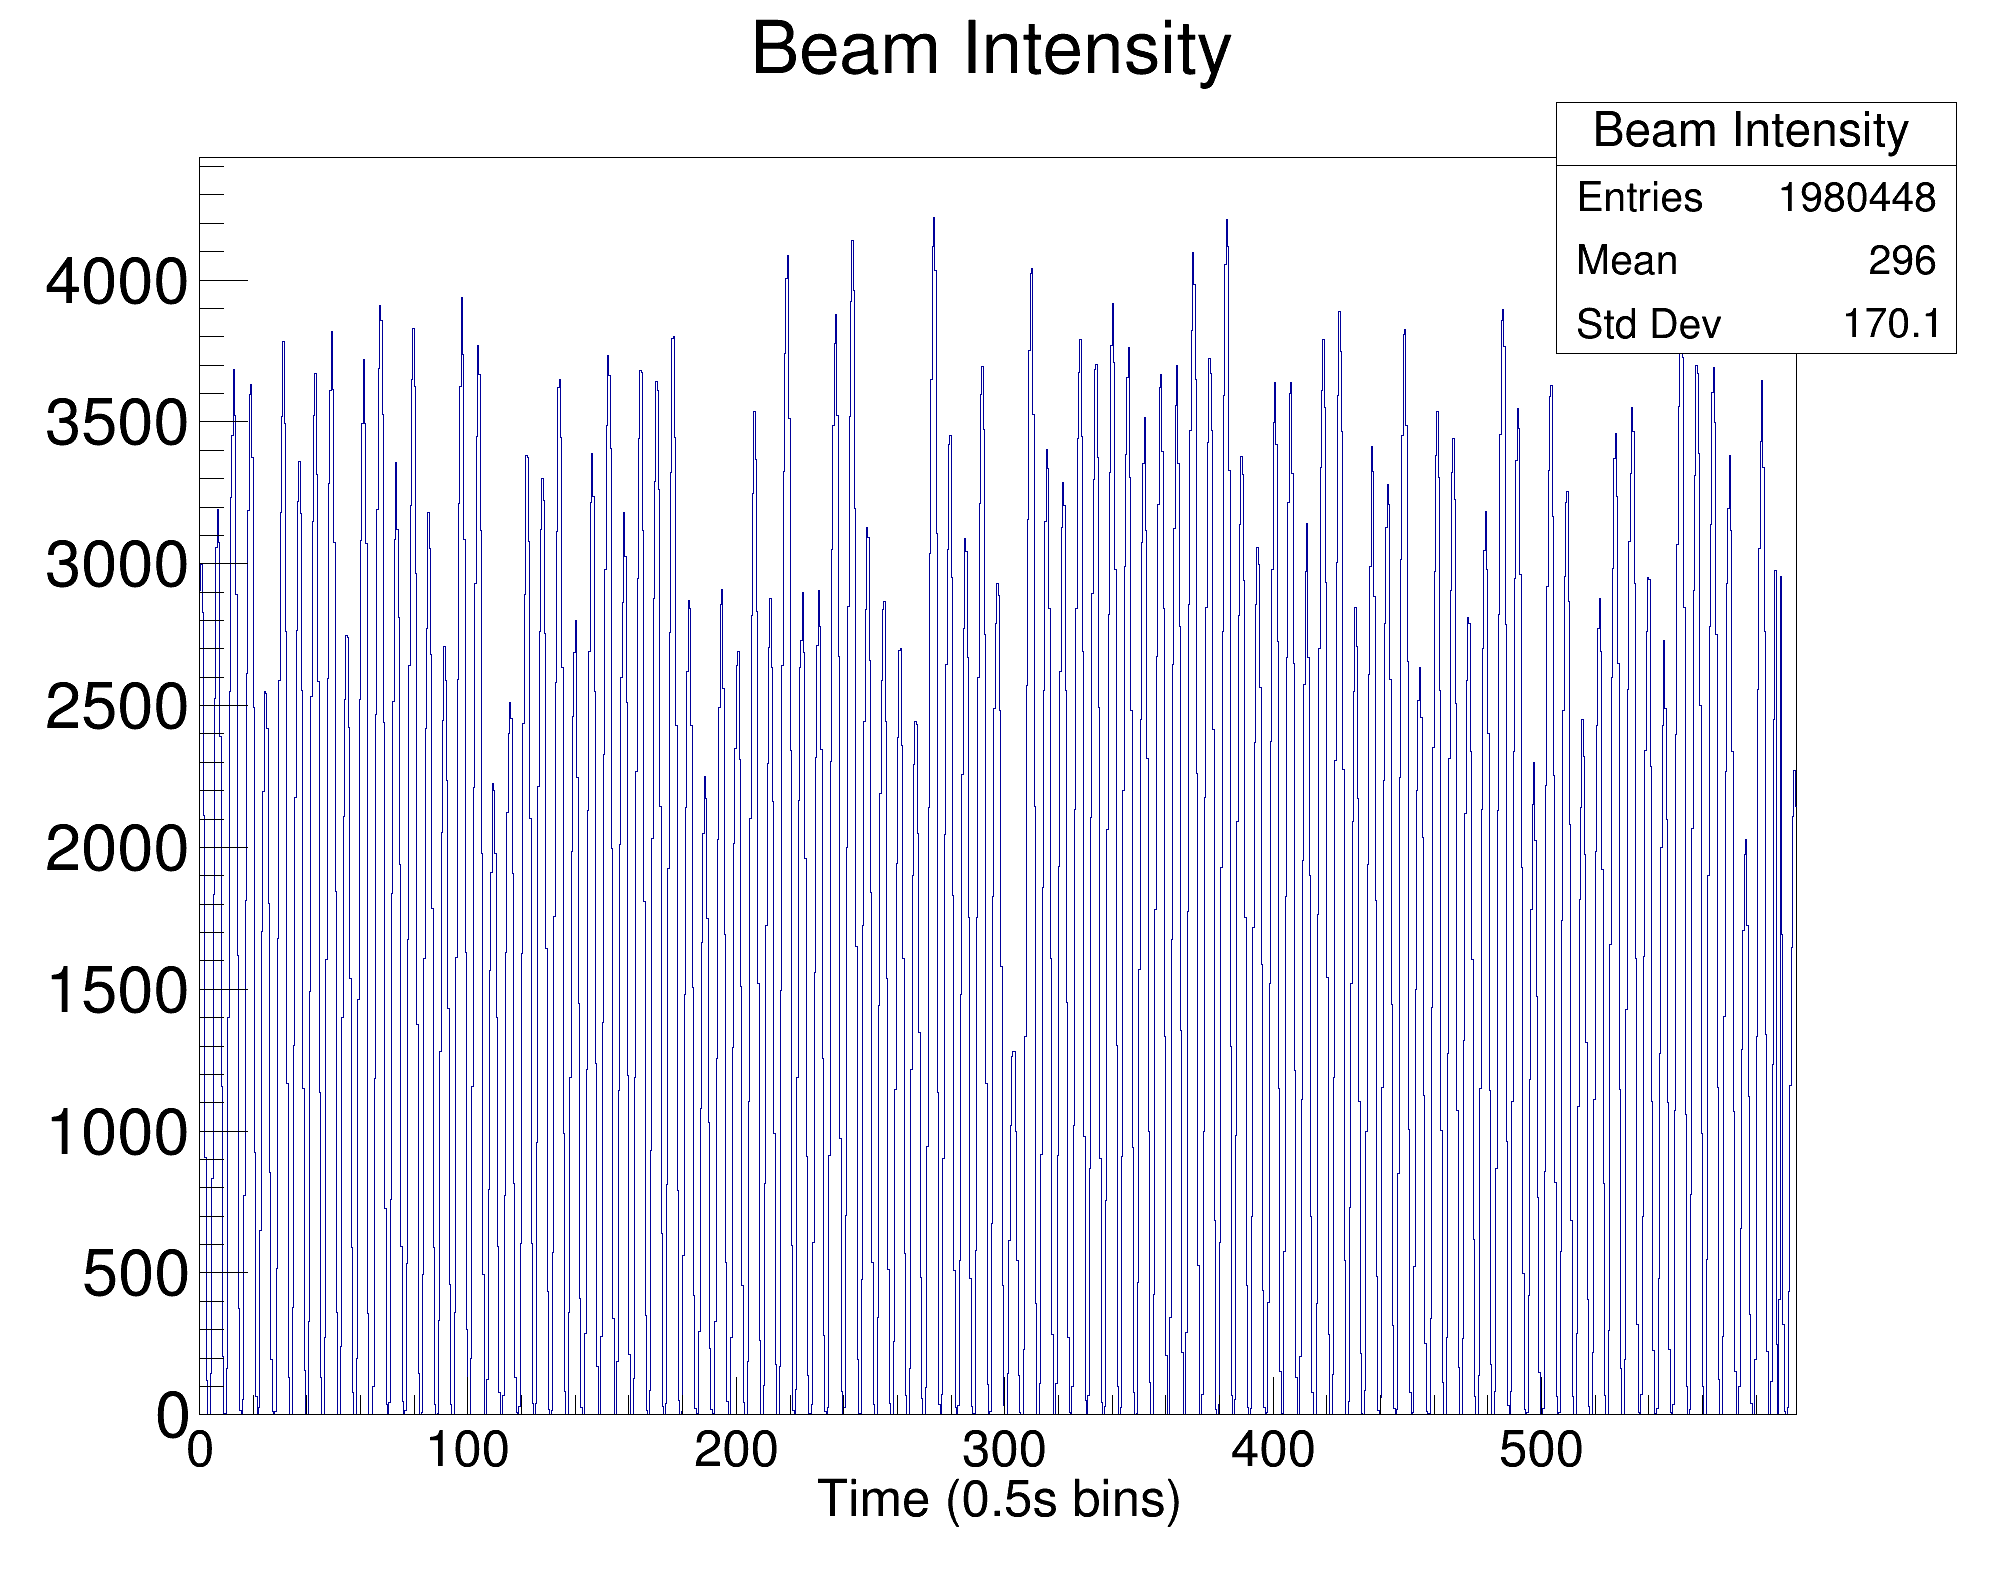 Beam Intensity
Beam Intensity
Entries 1980448
Mean 296
Std Dev 170.1
4000
3500
3000
2500
2000
1500
1000
500
0
0 100 200 300 400 500
Time (0.5s bins)